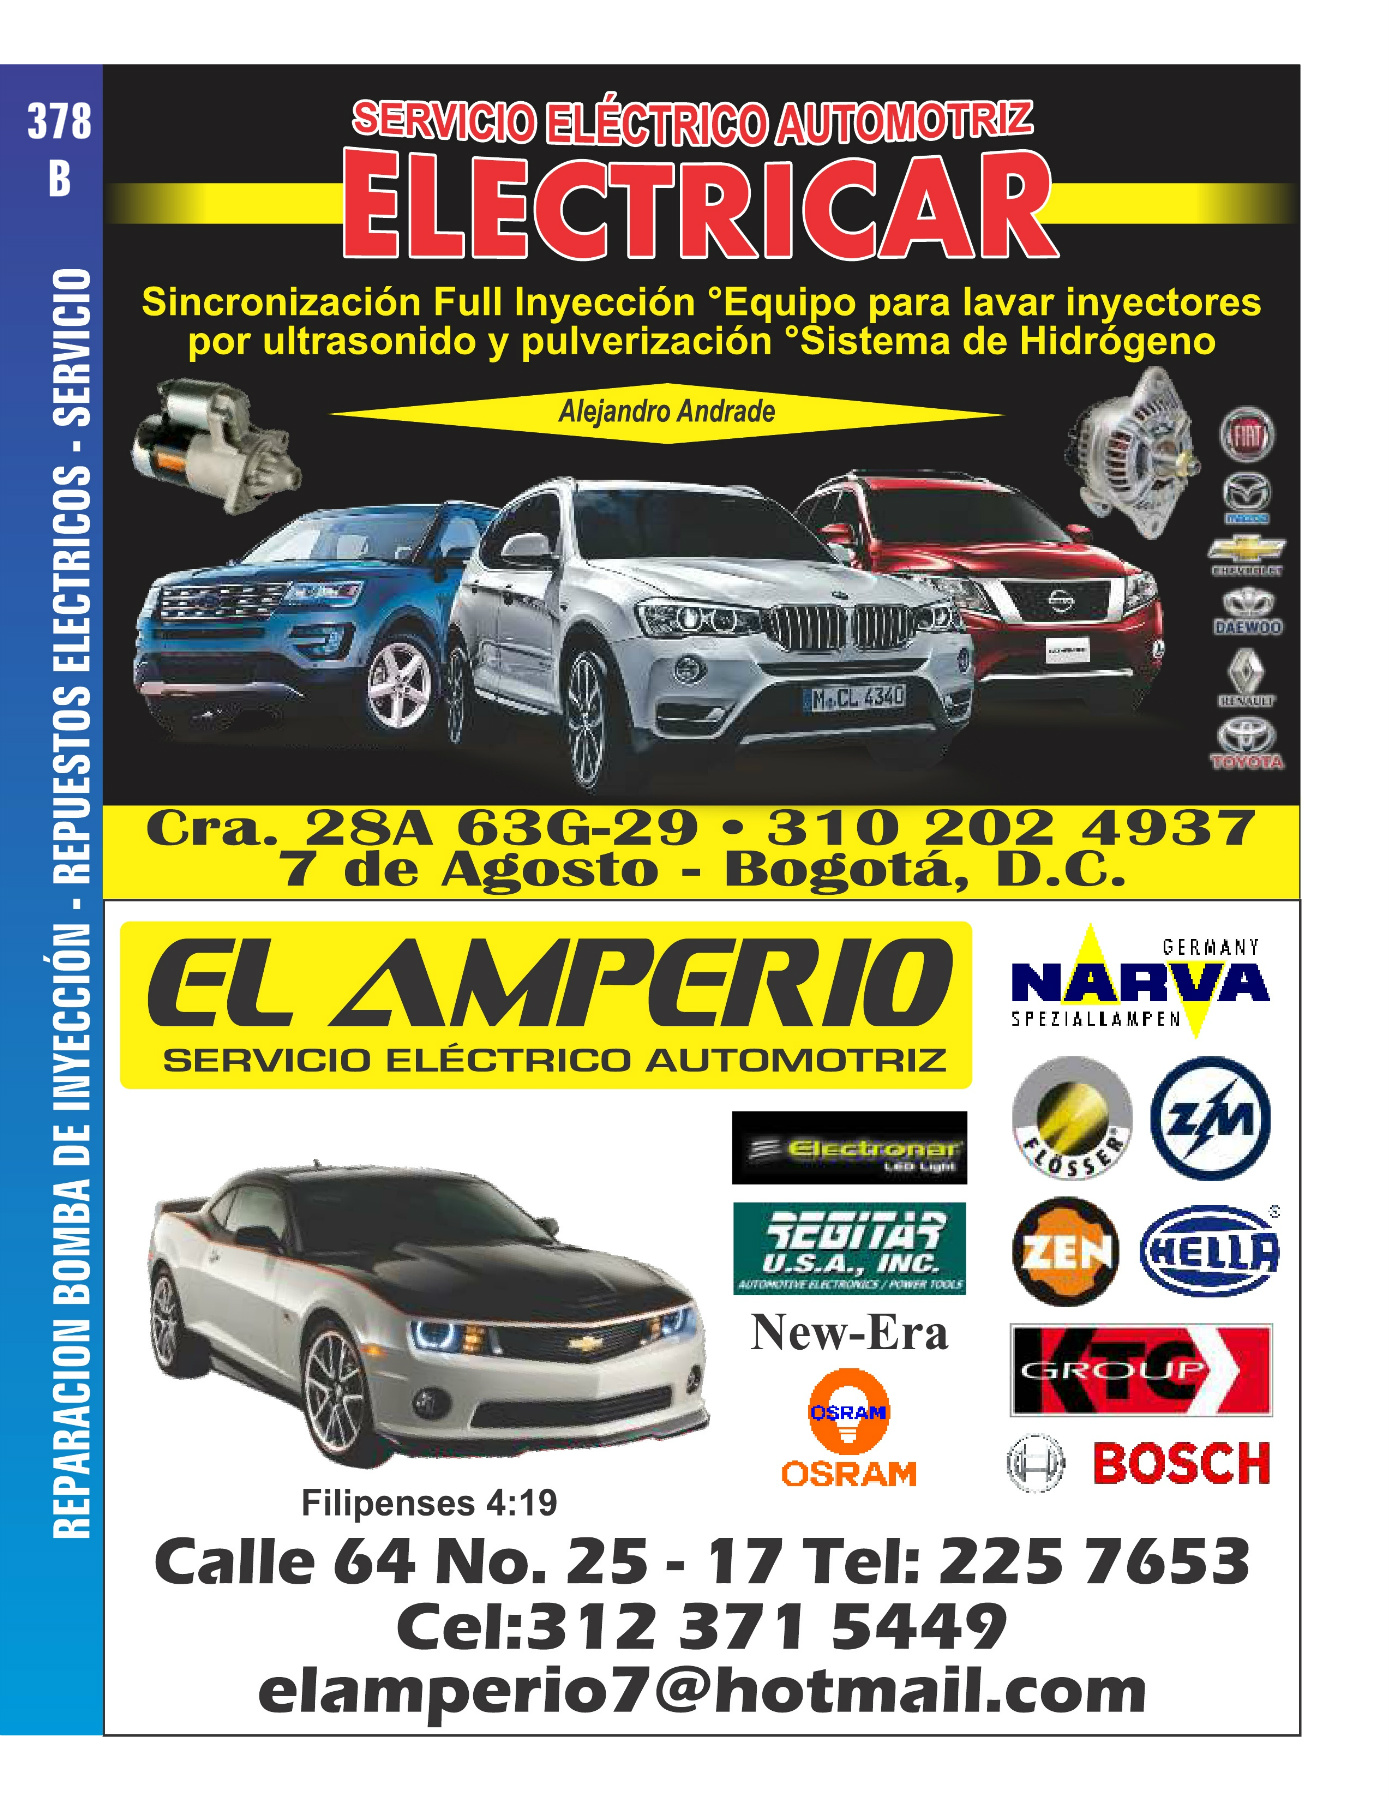 378
B
REPARACION BOMBA DE INYECCIÓN - REPUESTOS ELECTRICOS - SERVICIO
SERVICIO ELÉCTRICO AUTOMOTRIZ
ELECTRICAR
Sincronización Full Inyección °Equipo para lavar inyectores
por ultrasonido y pulverización °Sistema de Hidrógeno
Alejandro Andrade
FIAT
mazda
CHEVROLET
DAEWOO
RENAULT
TOYOTA
M CL 4340
Cra. 28A 63G-29 • 310 202 4937
7 de Agosto - Bogotá, D.C.
EL AMPERIO
SERVICIO ELÉCTRICO AUTOMOTRIZ
GERMANY
NARVA
SPEZIALLAMPEN
FLÖSSER®
ZM
Electronar
LED Light
REGITAR
U.S.A., INC.
AUTOMOTIVE ELECTRONICS / POWER TOOLS
ZEN
HELLA
®
New-Era
KTC
GROUP
OSRAM
OSRAM
BOSCH
Filipenses 4:19
Calle 64 No. 25 - 17 Tel: 225 7653
Cel:312 371 5449
elamperio7@hotmail.com